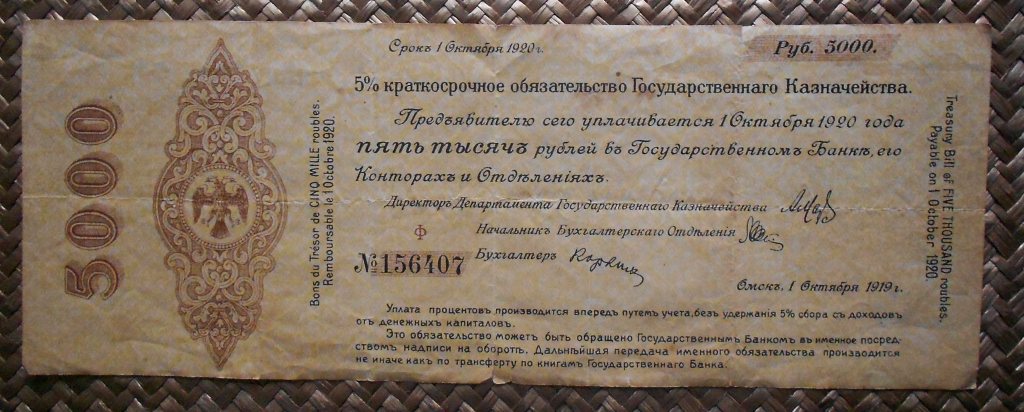 5000
Bons du Trésor de CINQ MILLE roubles.
Remboursable le 1 Octobre 1920.
Срокъ 1 Октября 1920 г.
Руб. 5000.
5% краткосрочное обязательство Государственнаго Казначейства.
Предъявителю сего уплачивается 1 Октября 1920 года
пять тысячъ рублей въ Государственномъ Банкѣ, его
Конторахъ и Отдѣленіяхъ.
Директоръ Департамента Государственнаго Казначейства
Ф
Начальникъ Бухгалтерскаго Отдѣленія
Бухгалтеръ
№ 156407
Омскъ, 1 Октября 1919 г.
Уплата процентовъ производится впередъ путемъ учета, безъ удержанія 5% сбора съ доходовъ
отъ денежныхъ капиталовъ.
Это обязательство можетъ быть обращено Государственнымъ Банкомъ въ именное посред-
ствомъ надписи на оборотѣ. Дальнѣйшая передача именного обязательства производится
не иначе какъ по трансферту по книгамъ Государственнаго Банка.
Treasury Bill of FIVE THOUSAND roubles.
Payable on 1 October 1920.